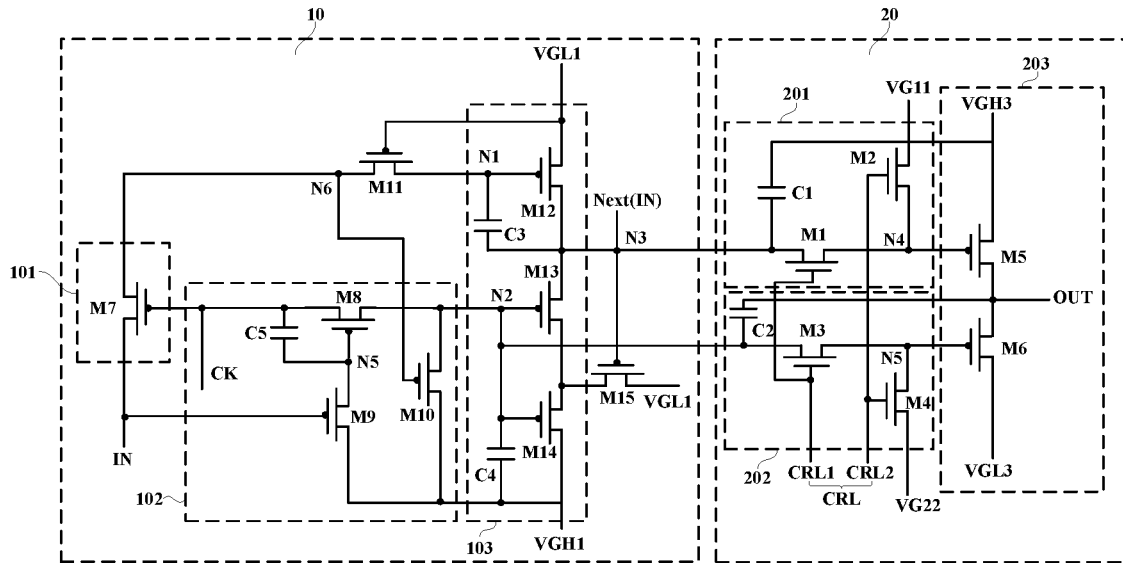 10
20
VGL1
203
201
VG11
VGH3
N1
M2
N6
M11
M12
Next(IN)
C1
C3
N3
M1
N4
M5
101
M13
OUT
M7
M8
N2
C2
M3
M6
C5
N5
N5
CK
M10
M15
VGL1
M4
M9
M14
IN
C4
CRL1
CRL2
VGL3
202
102
CRL
VG22
103
VGH1